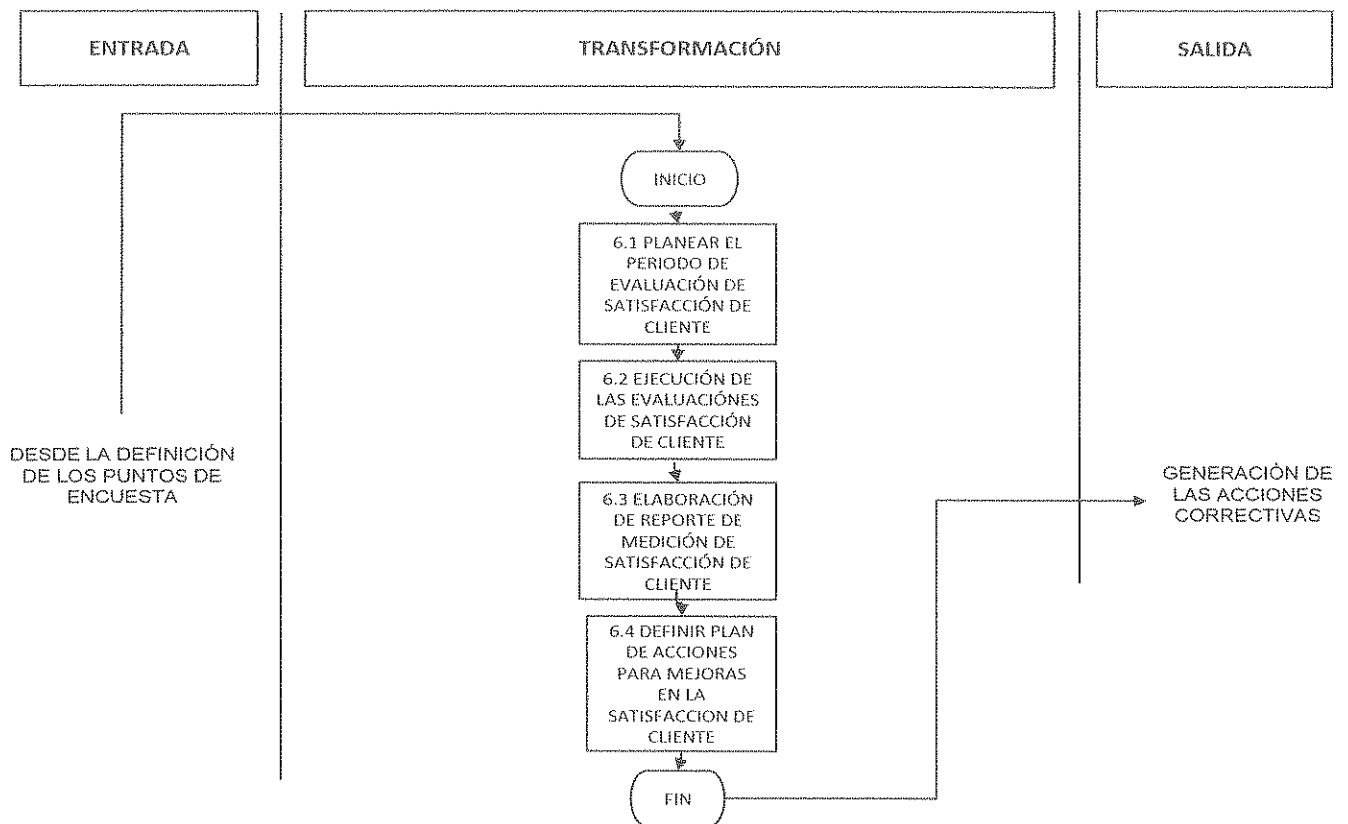 ENTRADA
TRANSFORMACIÓN
SALIDA
INICIO
6.1 PLANEAR EL
PERIODO DE
EVALUACIÓN DE
SATISFACCIÓN DE
CLIENTE
6.2 EJECUCIÓN DE
LAS EVALUACIÓNES
DE SATISFACCIÓN
DE CLIENTE
DESDE LA DEFINICIÓN
DE LOS PUNTOS DE
ENCUESTA
6.3 ELABORACIÓN
DE REPORTE DE
MEDICIÓN DE
SATISFACCIÓN DE
CLIENTE
GENERACIÓN DE
LAS ACCIONES
CORRECTIVAS
6.4 DEFINIR PLAN
DE ACCIONES
PARA MEJORAS
EN LA
SATISFACCION DE
CLIENTE
FIN